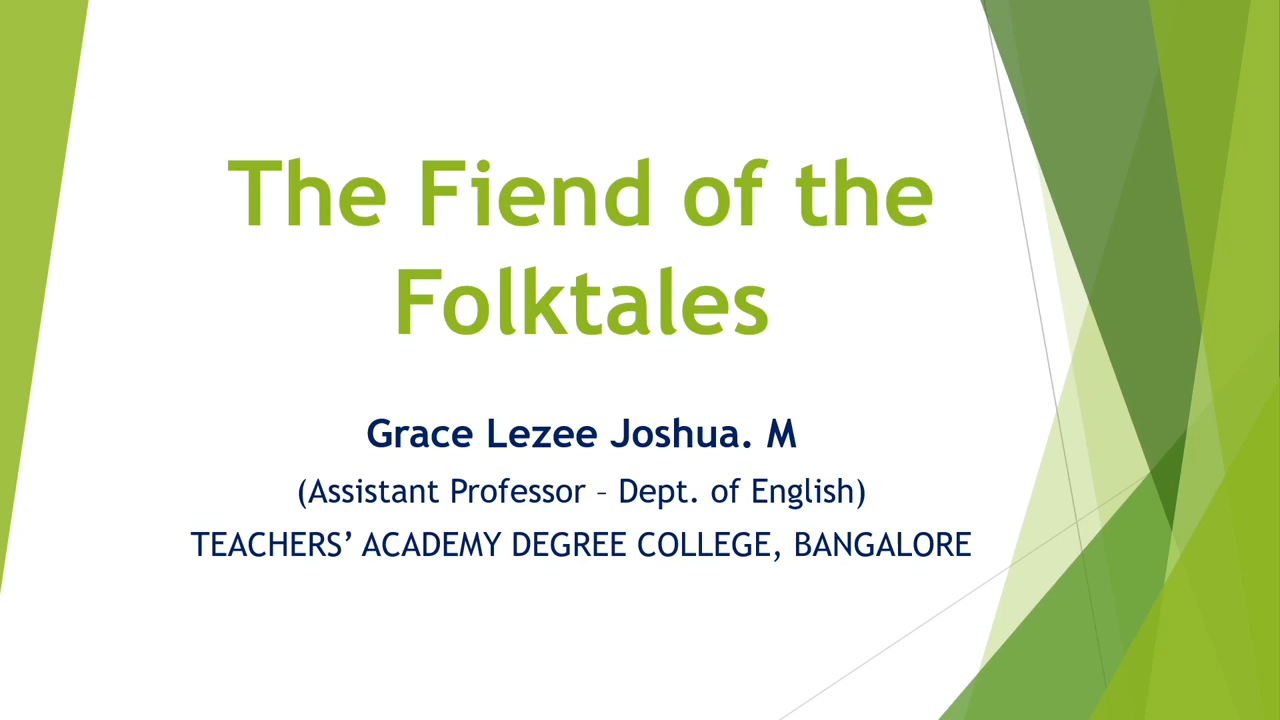 The Fiend of the
Folktales
Grace Lezee Joshua. M
(Assistant Professor – Dept. of English)
TEACHERS’ ACADEMY DEGREE COLLEGE, BANGALORE